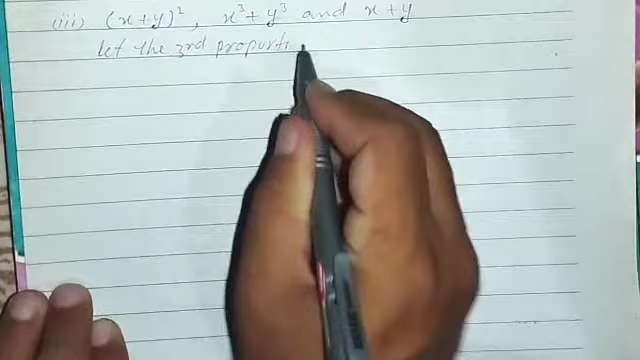 (iii) (x+y)², x³+y³ and x+y
let the 3rd proporti